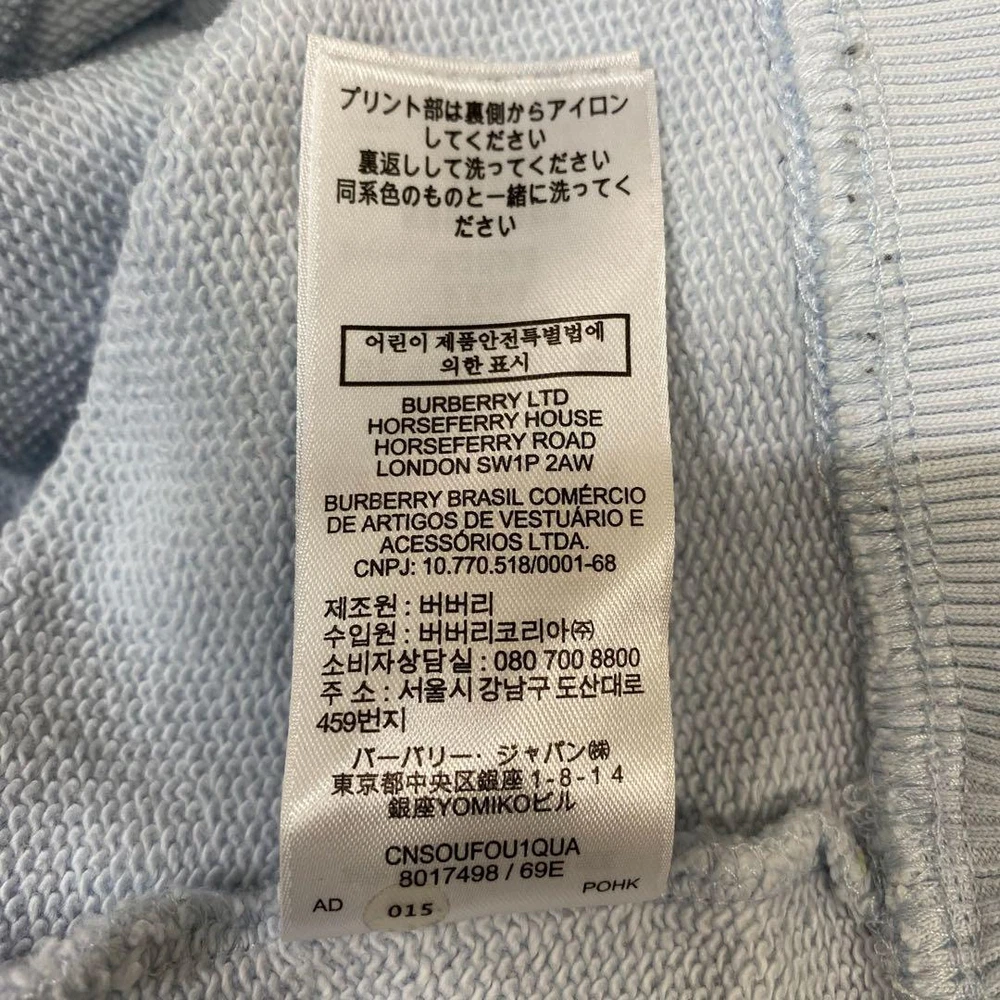 プリント部は裏側からアイロン
してください
裏返しして洗ってください
同系色のものと一緒に洗ってく
ださい
어린이 제품안전특별법에
의한 표시
BURBERRY LTD
HORSEFERRY HOUSE
HORSEFERRY ROAD
LONDON SW1P 2AW
BURBERRY BRASIL COMÉRCIO
DE ARTIGOS DE VESTUÁRIO E
ACESSÓRIOS LTDA.
CNPJ: 10.770.518/0001-68
제조원 : 버버리
수입원 : 버버리코리아㈜
소비자상담실 : 080 700 8800
주 소 : 서울시 강남구 도산대로
459번지
バーバリー・ジャパン㈱
東京都中央区銀座 1-8-1 4
銀座YOMIKOビル
CNSOUFOU1QUA
8017498 / 69E
AD 015 POHK